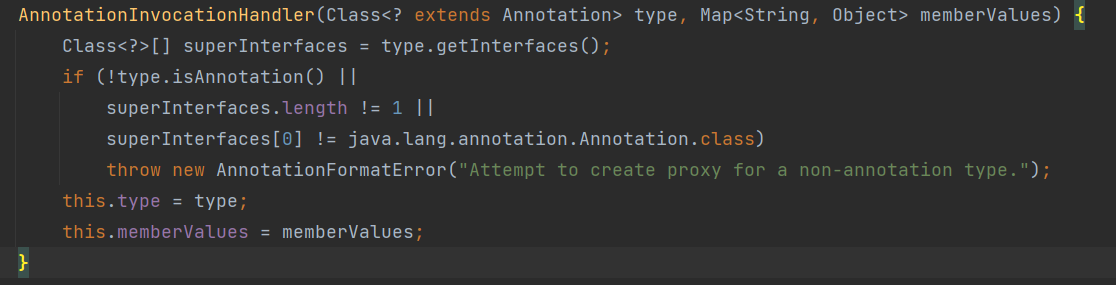 AnnotationInvocationHandler(Class<? extends Annotation> type, Map<String, Object> memberValues) {
    Class<?>[] superInterfaces = type.getInterfaces();
    if (!type.isAnnotation() ||
        superInterfaces.length != 1 ||
        superInterfaces[0] != java.lang.annotation.Annotation.class)
        throw new AnnotationFormatError("Attempt to create proxy for a non-annotation type.");
    this.type = type;
    this.memberValues = memberValues;
}